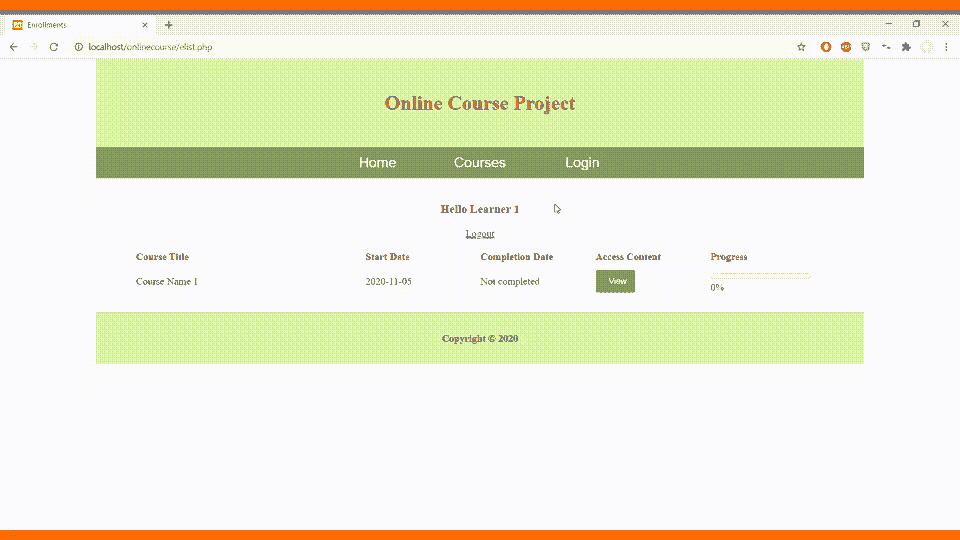 Enrollments
localhost/onlinecourse/elist.php
Online Course Project
Home Courses Login
Hello Learner 1
Logout
Course Title Start Date Completion Date Access Content Progress
Course Name 1 2020-11-05 Not completed View
0%
Copyright © 2020